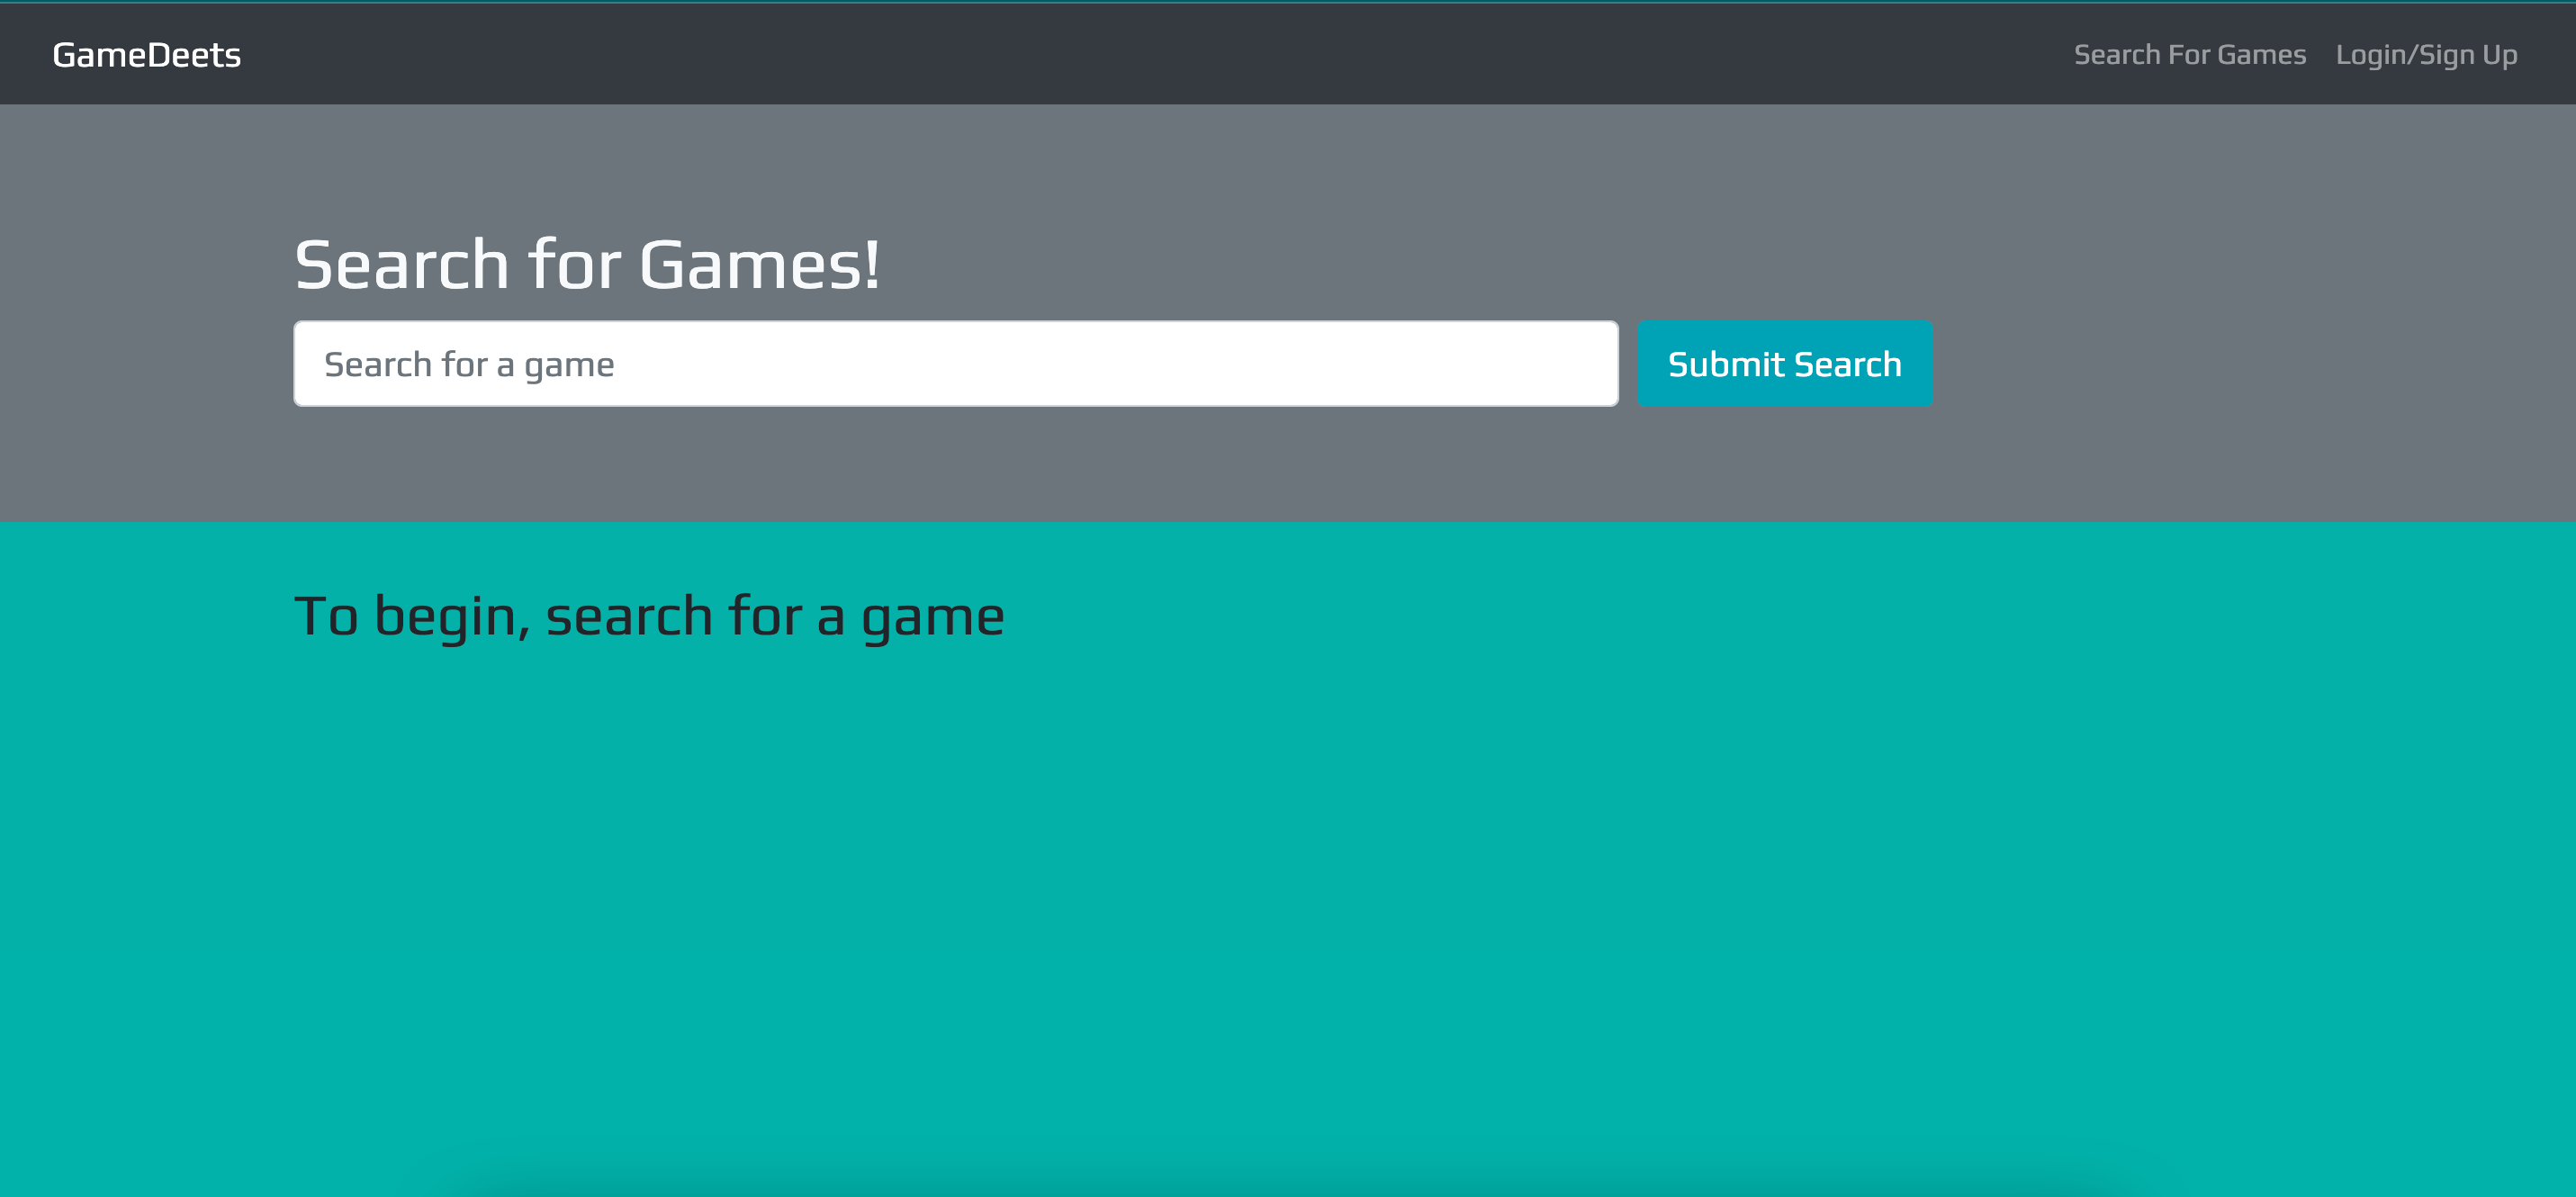 GameDeets
Search For Games
Login/Sign Up
Search for Games!
Search for a game
Submit Search
To begin, search for a game